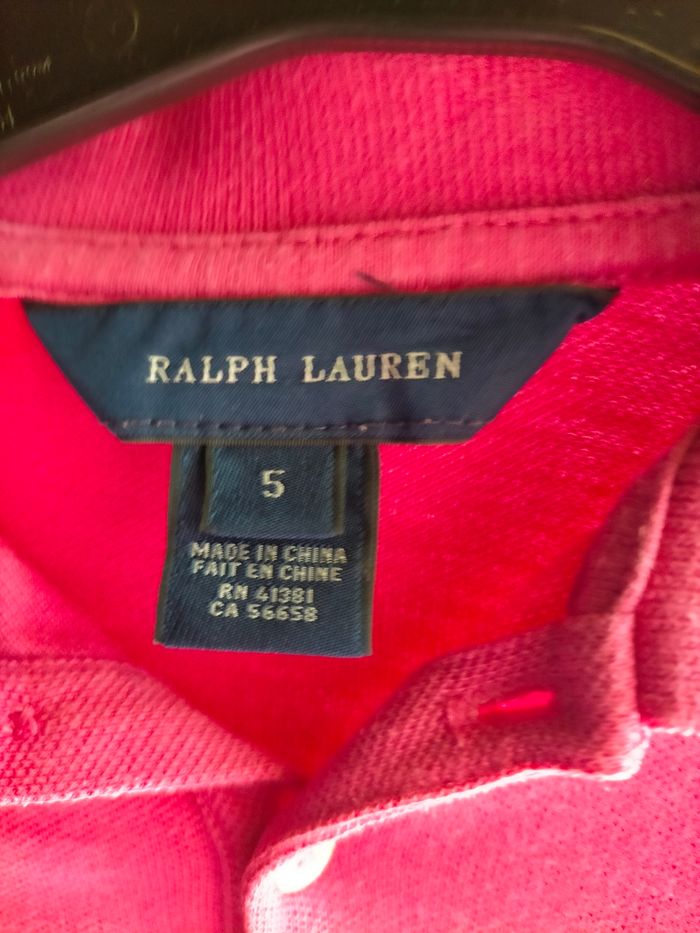 RALPH LAUREN
5
MADE IN CHINA
FAIT EN CHINE
RN 41381
CA 56658